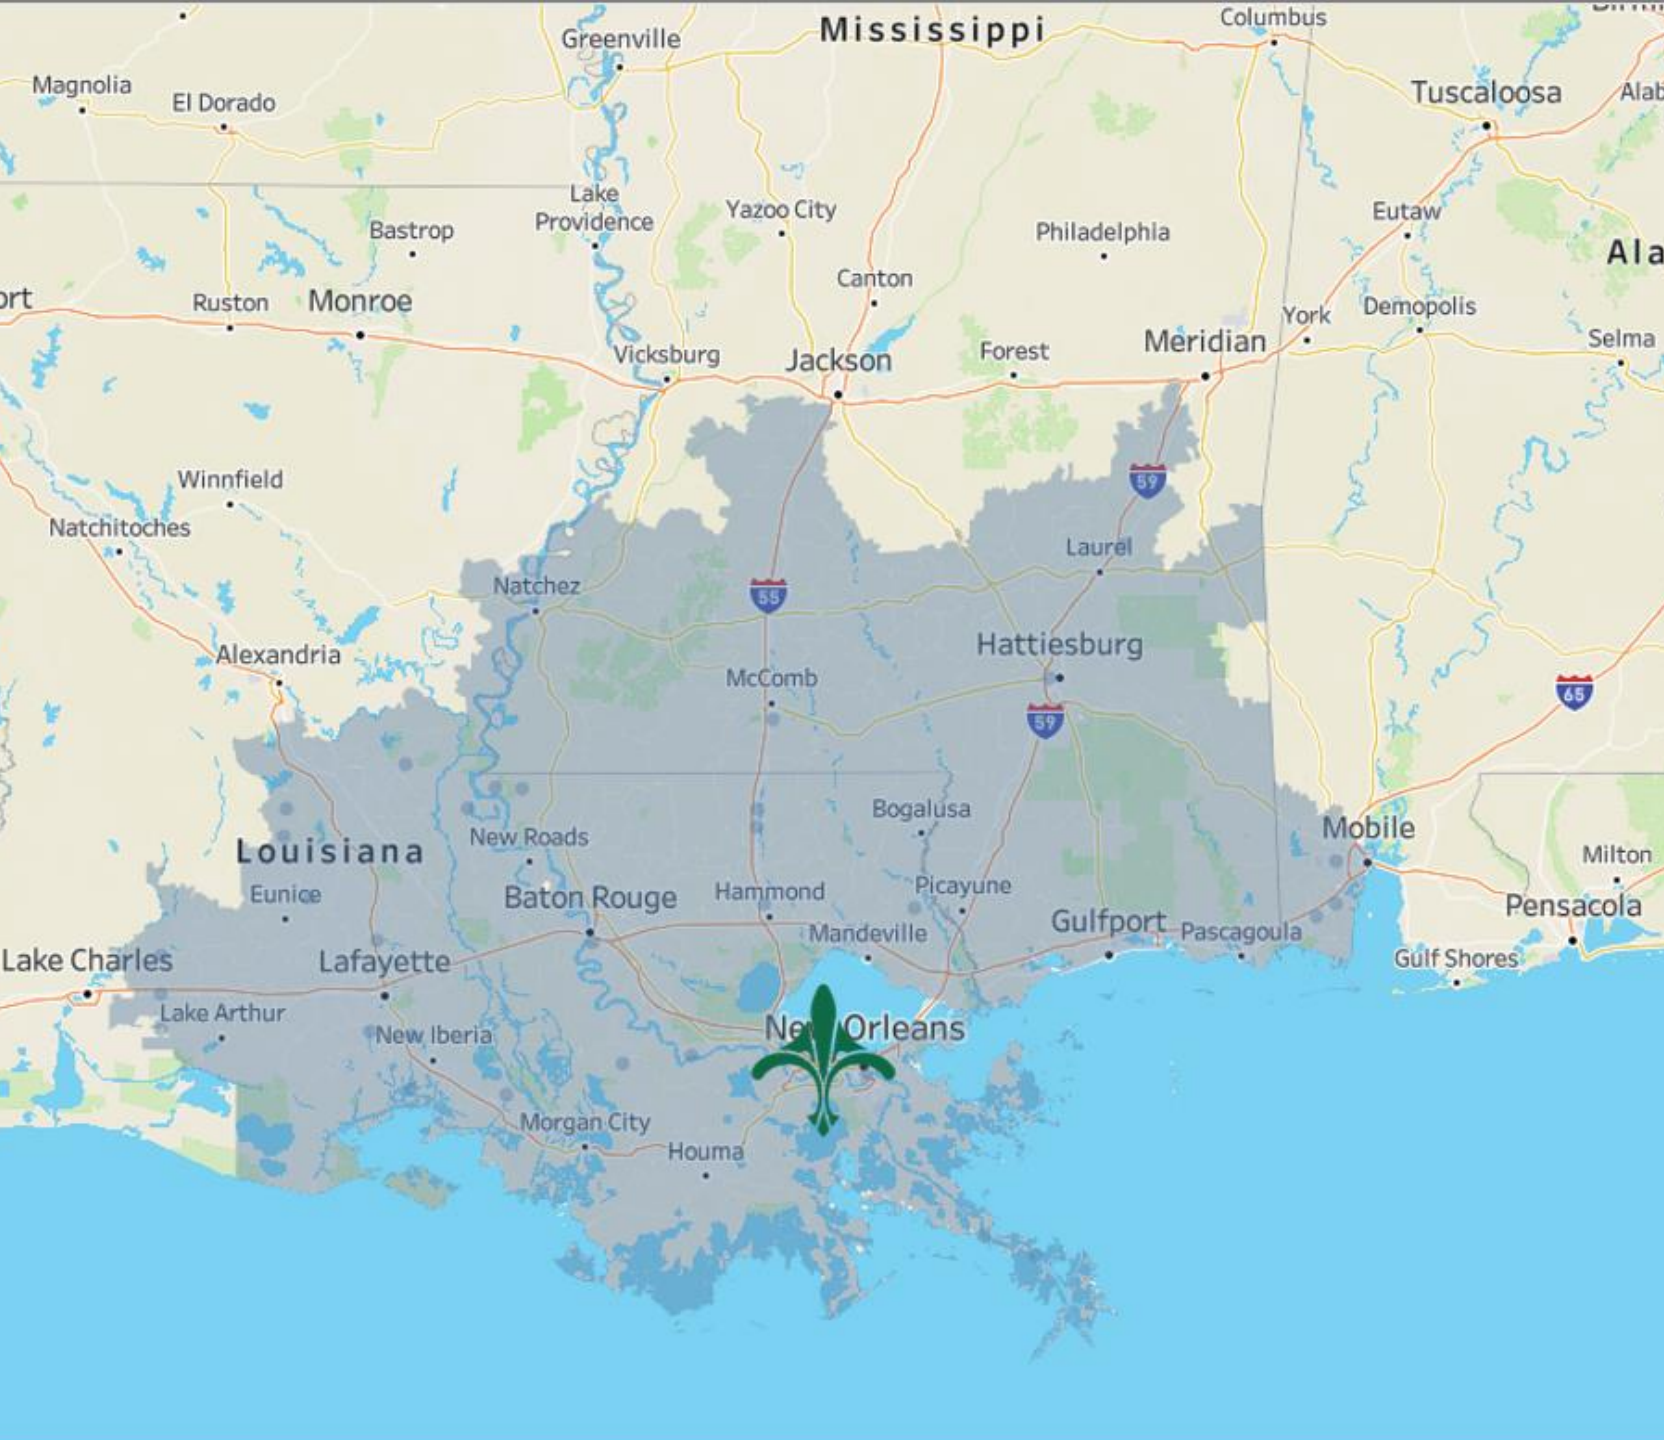 Columbus
Mississippi
Greenville
Magnolia
El Dorado
Tuscaloosa
Alab
Lake
Providence
Yazoo City
Eutaw
Bastrop
Philadelphia
Ala
Canton
ort
Ruston
Monroe
York
Demopolis
Selma
Meridian
Vicksburg
Jackson
Forest
Winnfield
59
Natchitoches
Laurel
Natchez
55
Hattiesburg
Alexandria
McComb
65
59
Bogalusa
Mobile
New Roads
Louisiana
Milton
Eunice
Baton Rouge
Hammond
Picayune
Pensacola
Gulfport
Mandeville
Pascagoula
Lake Charles
Lafayette
Gulf Shores
Lake Arthur
New Orleans
New Iberia
Morgan City
Houma